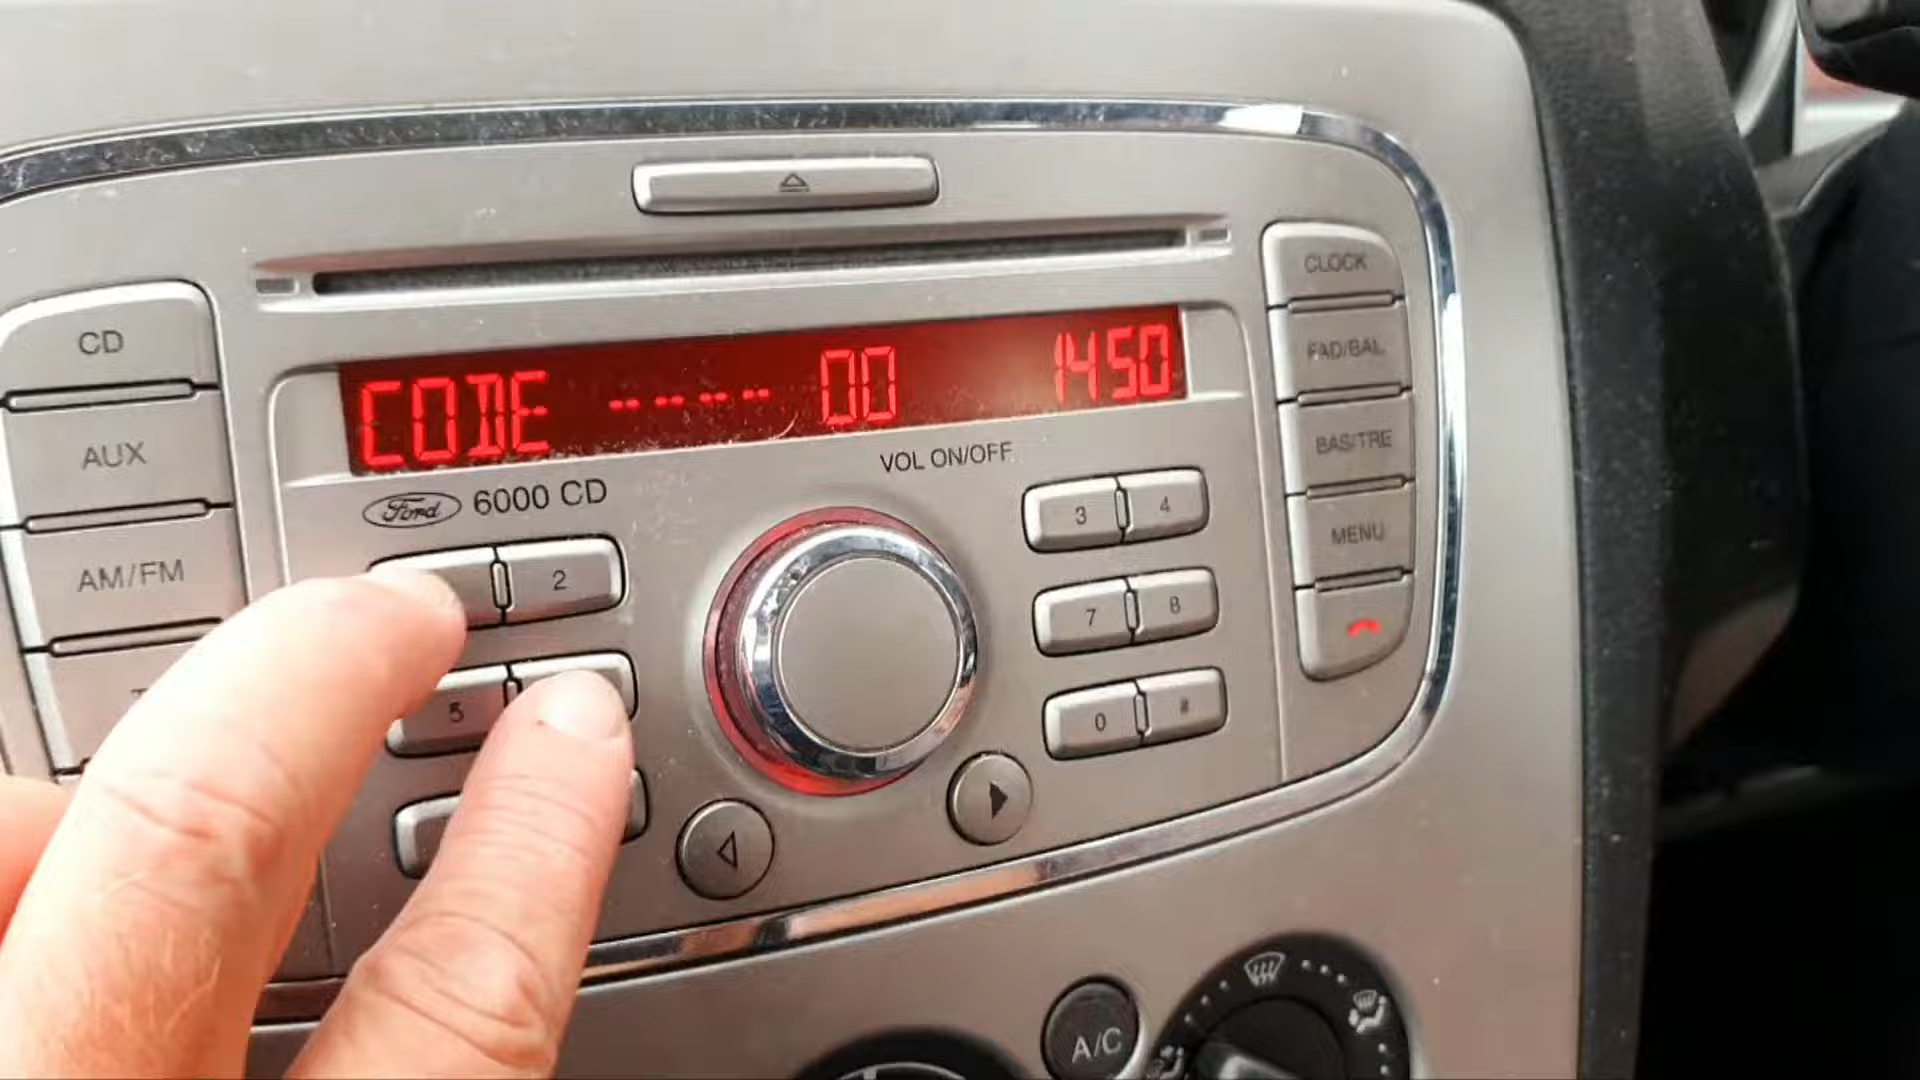 CLOCK
CD
FAD/BAL
CODE ---- 00 1450
AUX
BAS/TRE
VOL ON/OFF
Ford 6000 CD
3 4
MENU
AM/FM
2
7 8
5
0
A/C